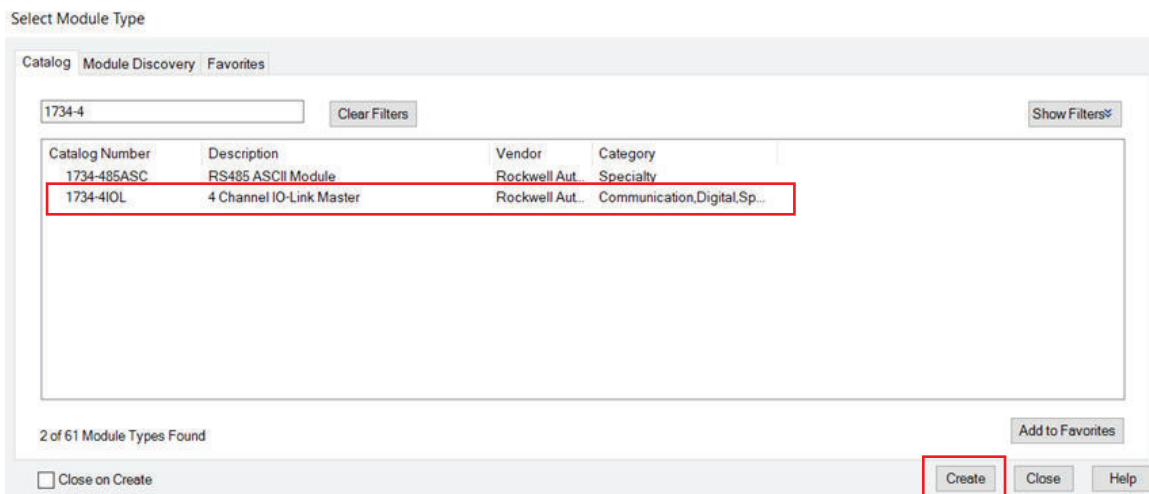 Select Module Type
Catalog Module Discovery Favorites
1734-4 Clear Filters Show Filters
Catalog Number Description Vendor Category
1734-485ASC RS485 ASCII Module Rockwell Aut... Specialty
1734-4IOL 4 Channel IO-Link Master Rockwell Aut... Communication,Digital,Sp...
2 of 61 Module Types Found Add to Favorites
Close on Create Create Close Help